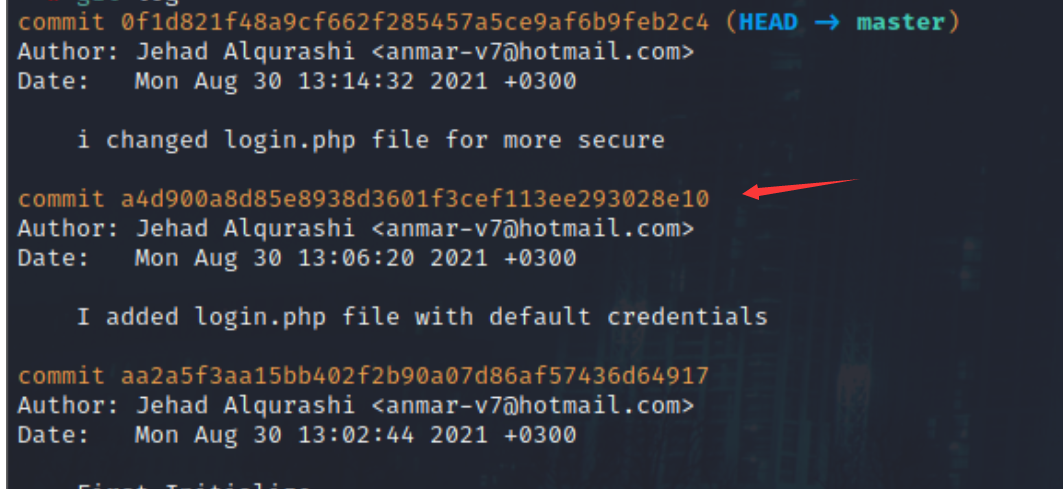 commit 0f1d821f48a9cf662f285457a5ce9af6b9feb2c4 (HEAD → master)
Author: Jehad Alqurashi <anmar-v7@hotmail.com>
Date:   Mon Aug 30 13:14:32 2021 +0300
i changed login.php file for more secure
commit a4d900a8d85e8938d3601f3cef113ee293028e10
Author: Jehad Alqurashi <anmar-v7@hotmail.com>
Date:   Mon Aug 30 13:06:20 2021 +0300
I added login.php file with default credentials
commit aa2a5f3aa15bb402f2b90a07d86af57436d64917
Author: Jehad Alqurashi <anmar-v7@hotmail.com>
Date:   Mon Aug 30 13:02:44 2021 +0300
First Initialize